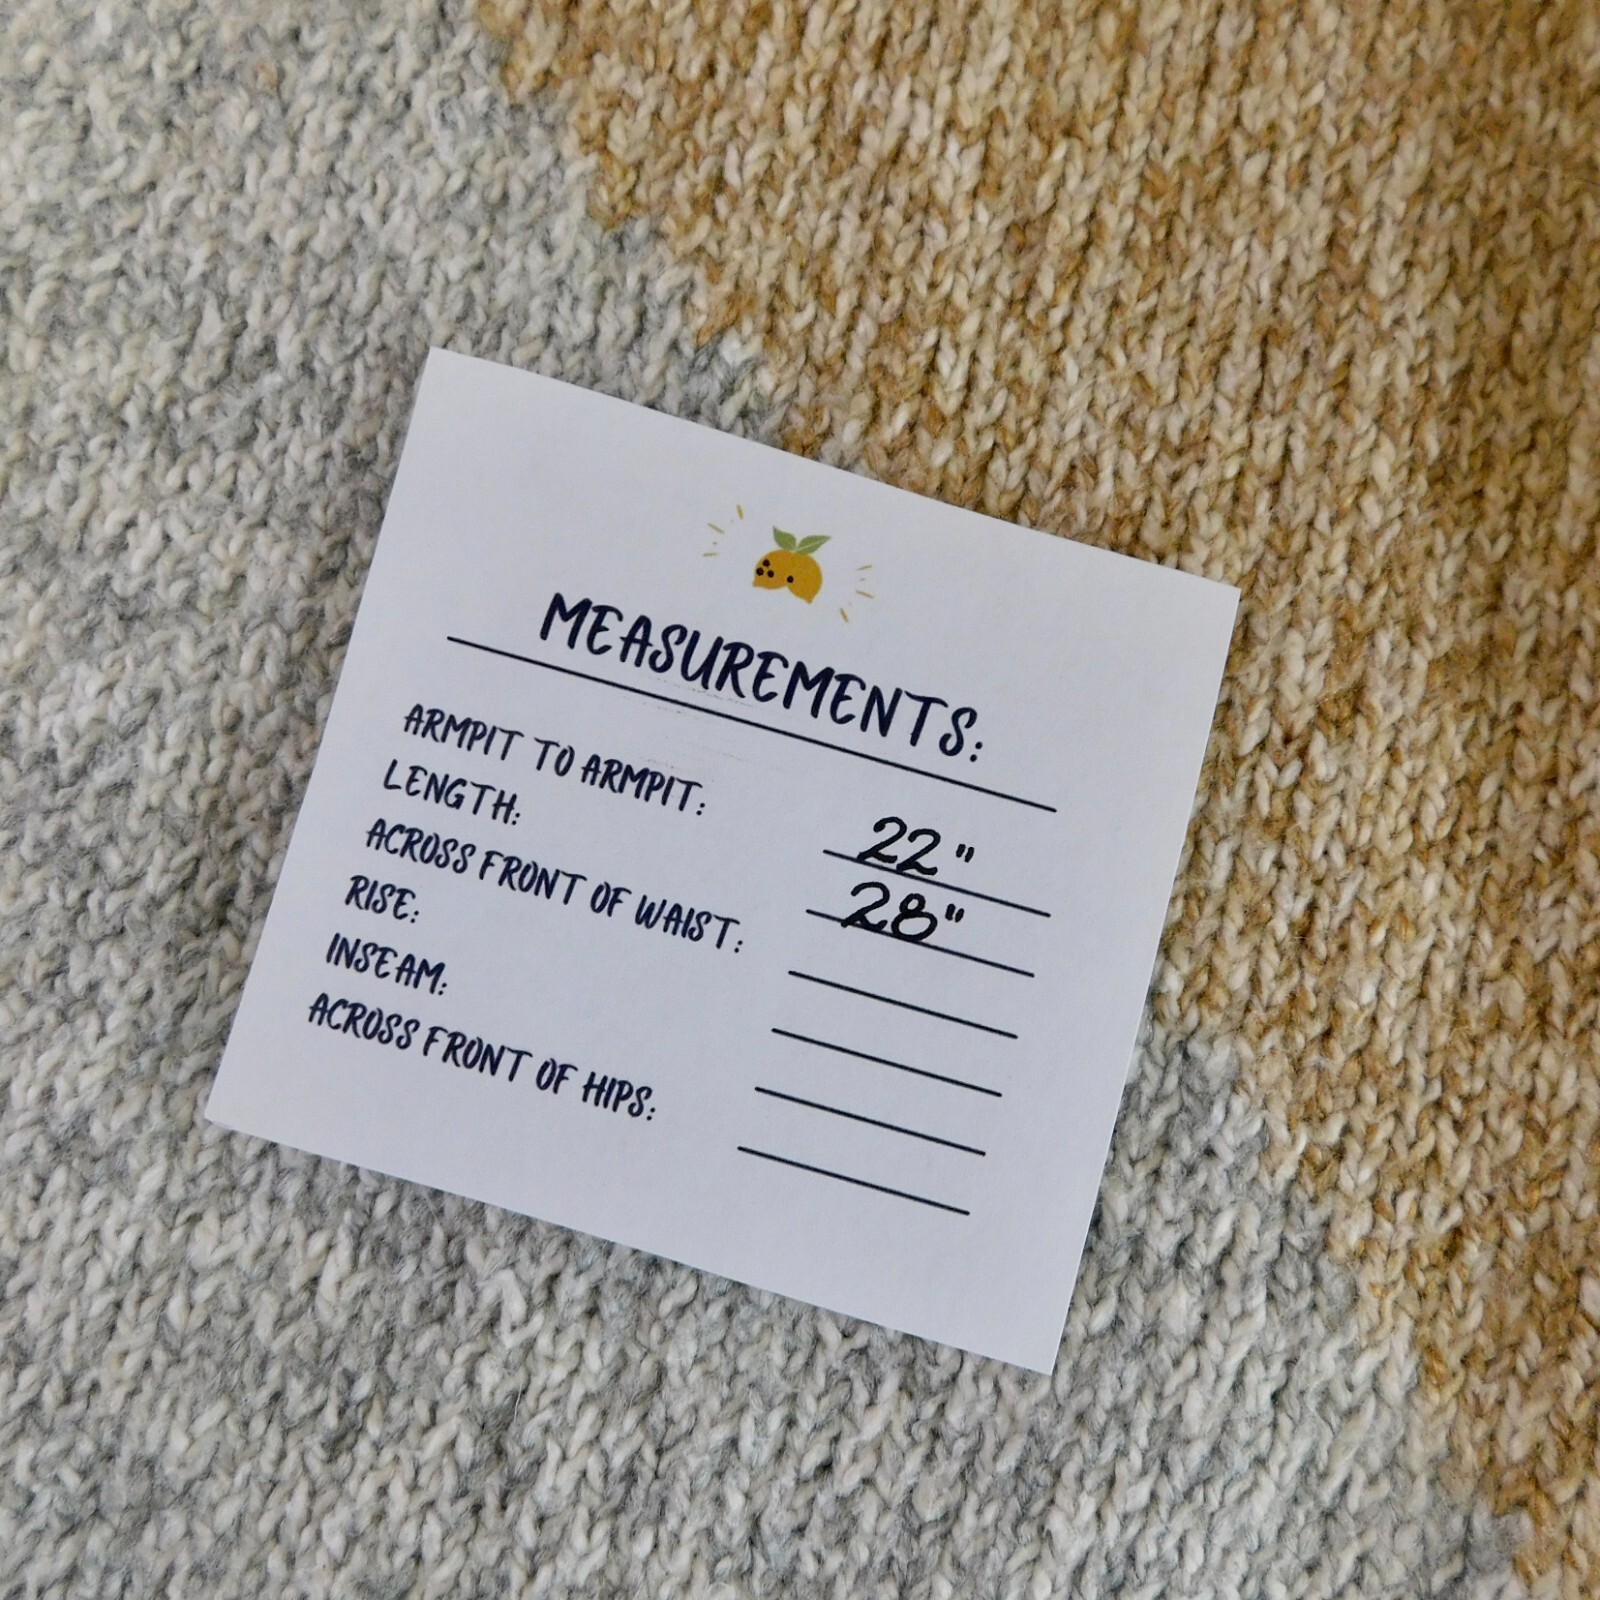 MEASUREMENTS:
ARMPIT TO ARMPIT: 22"
LENGTH: 28"
ACROSS FRONT OF WAIST:
RISE:
INSEAM:
ACROSS FRONT OF HIPS: